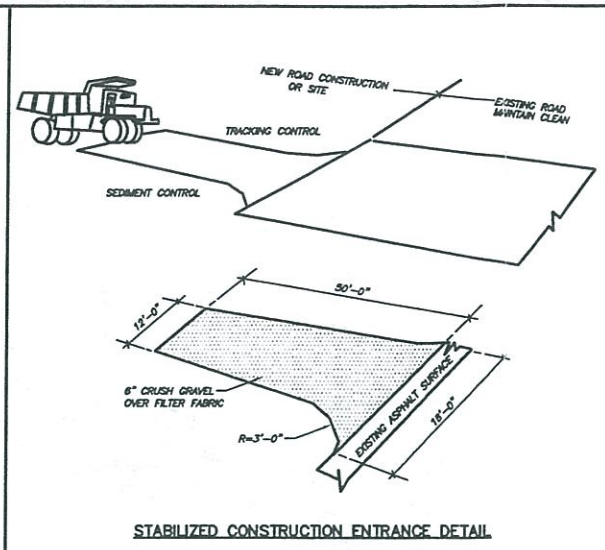 NEW ROAD CONSTRUCTION
OR SITE
EXISTING ROAD
MAINTAIN CLEAN
TRACKING CONTROL
SEDIMENT CONTROL
50'-0"
12'-0"
6" CRUSH GRAVEL
OVER FILTER FABRIC
R=3'-0"
EXISTING ASPHALT SURFACE
18'-0"
STABILIZED CONSTRUCTION ENTRANCE DETAIL